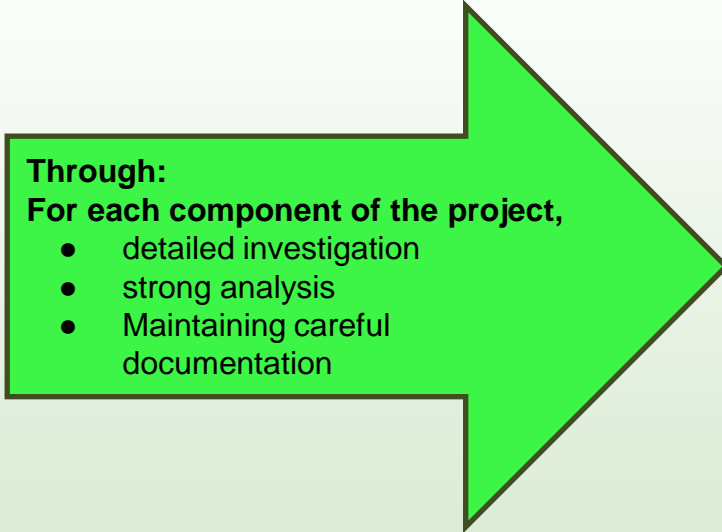 Through:
For each component of the project,
● detailed investigation
● strong analysis
● Maintaining careful
documentation